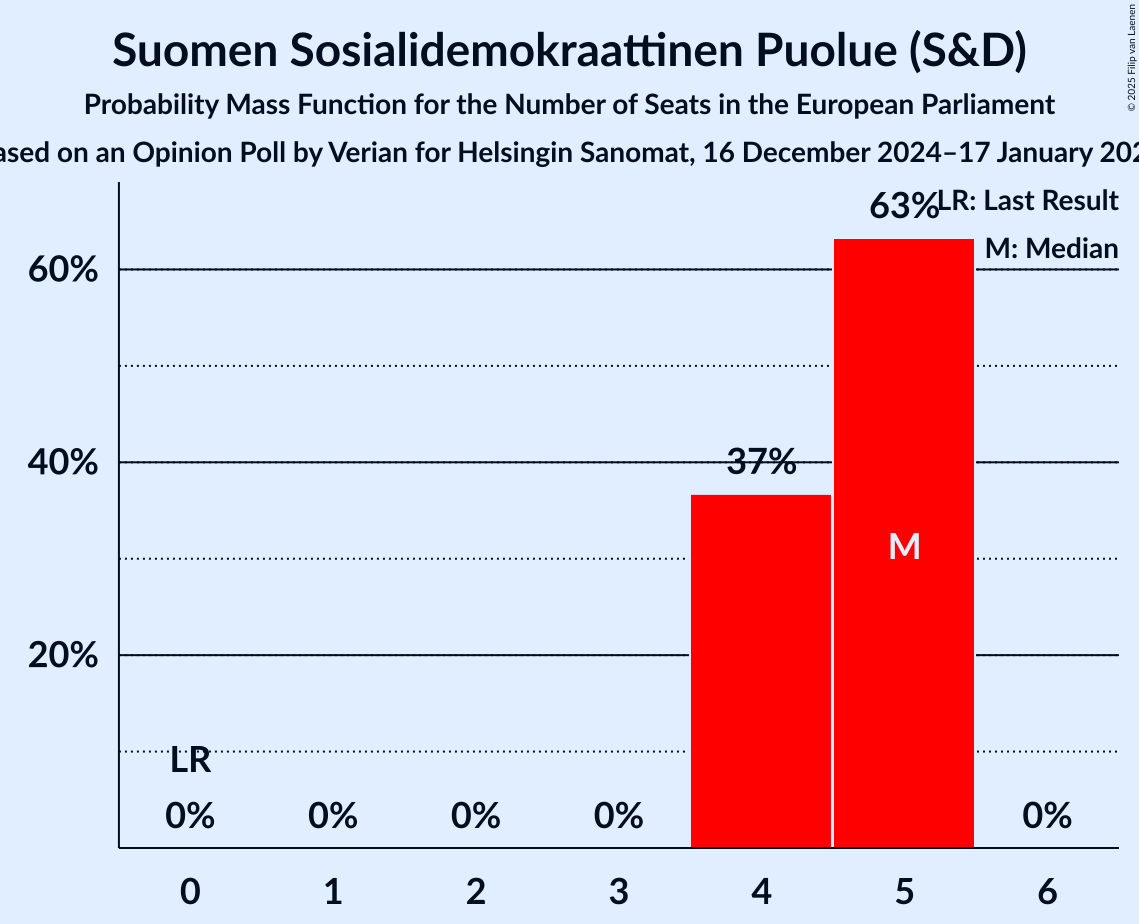 Suomen Sosialidemokraattinen Puolue (S&D)
Probability Mass Function for the Number of Seats in the European Parliament
ased on an Opinion Poll by Verian for Helsingin Sanomat, 16 December 2024–17 January 202
© 2025 Filip van Laenen
63%
LR: Last Result
M: Median
60%
40%
37%
M
20%
LR
0% 0% 0% 0% 0%
0 1 2 3 4 5 6